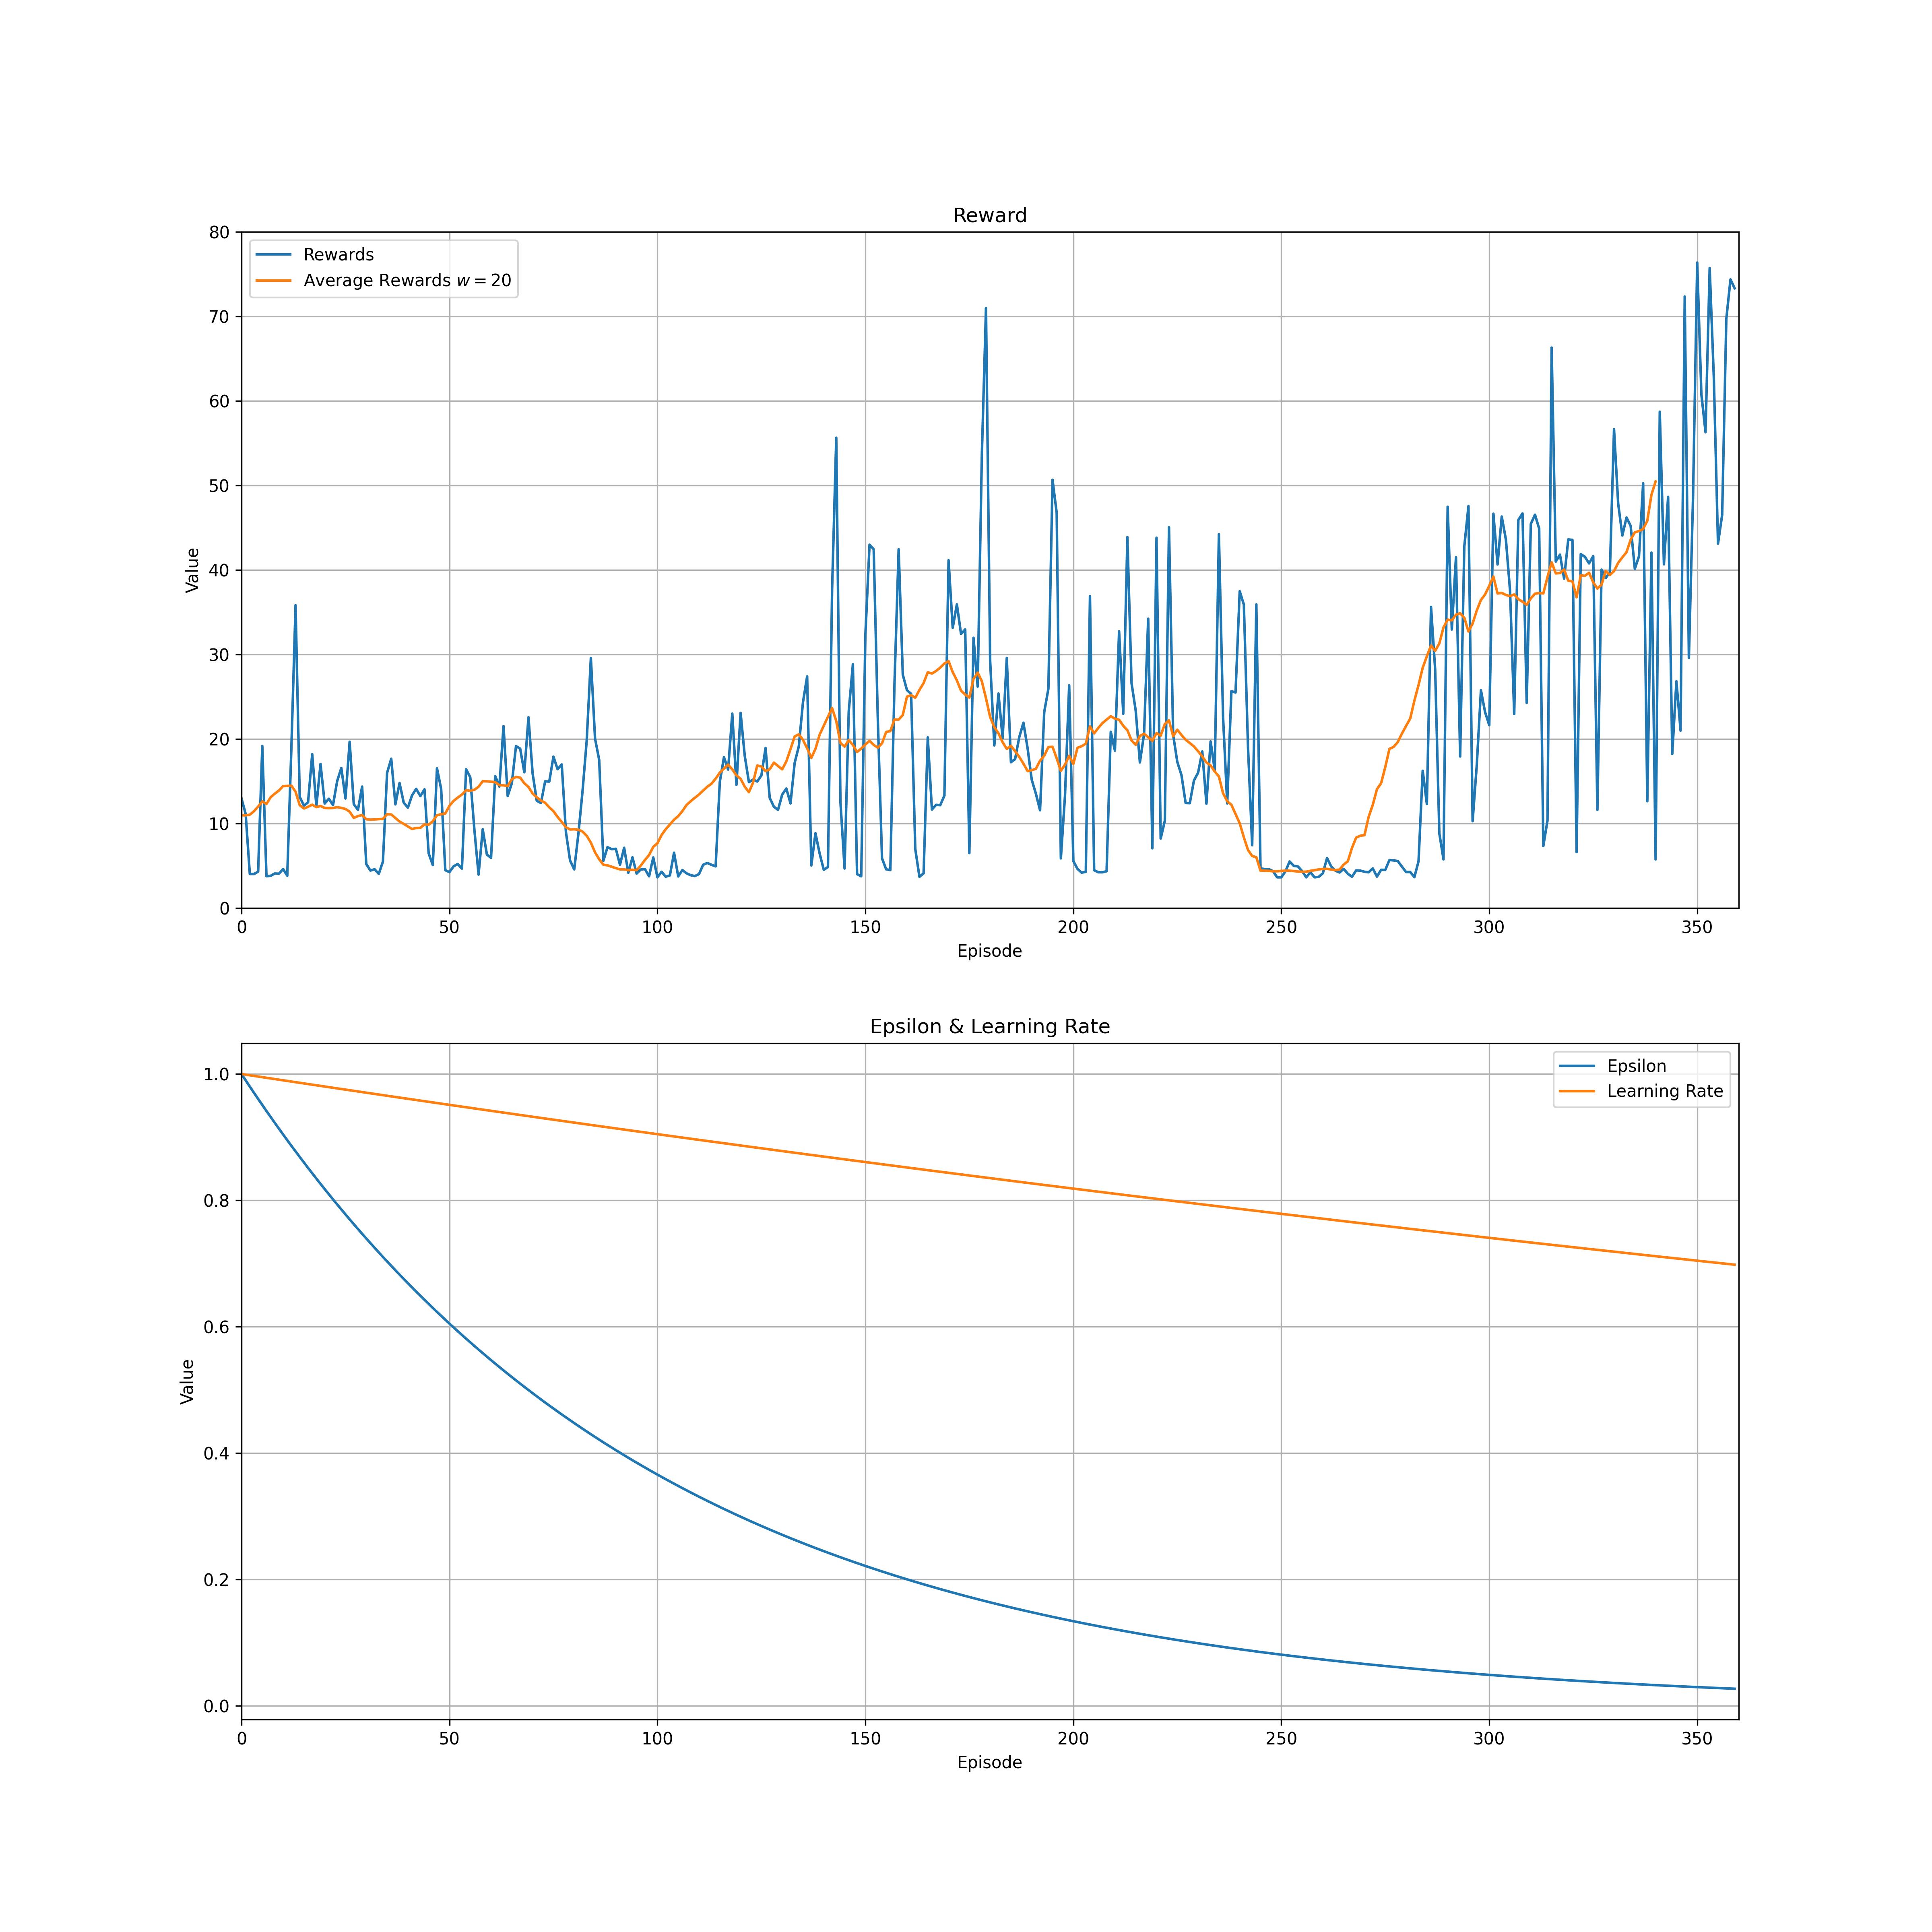 Reward
80
70
60
50
40
30
20
10
0
Value
Rewards
Average Rewards w = 20
0 50 100 150 200 250 300 350
Episode
Epsilon & Learning Rate
1.0
0.8
0.6
0.4
0.2
0.0
Value
Epsilon
Learning Rate
0 50 100 150 200 250 300 350
Episode